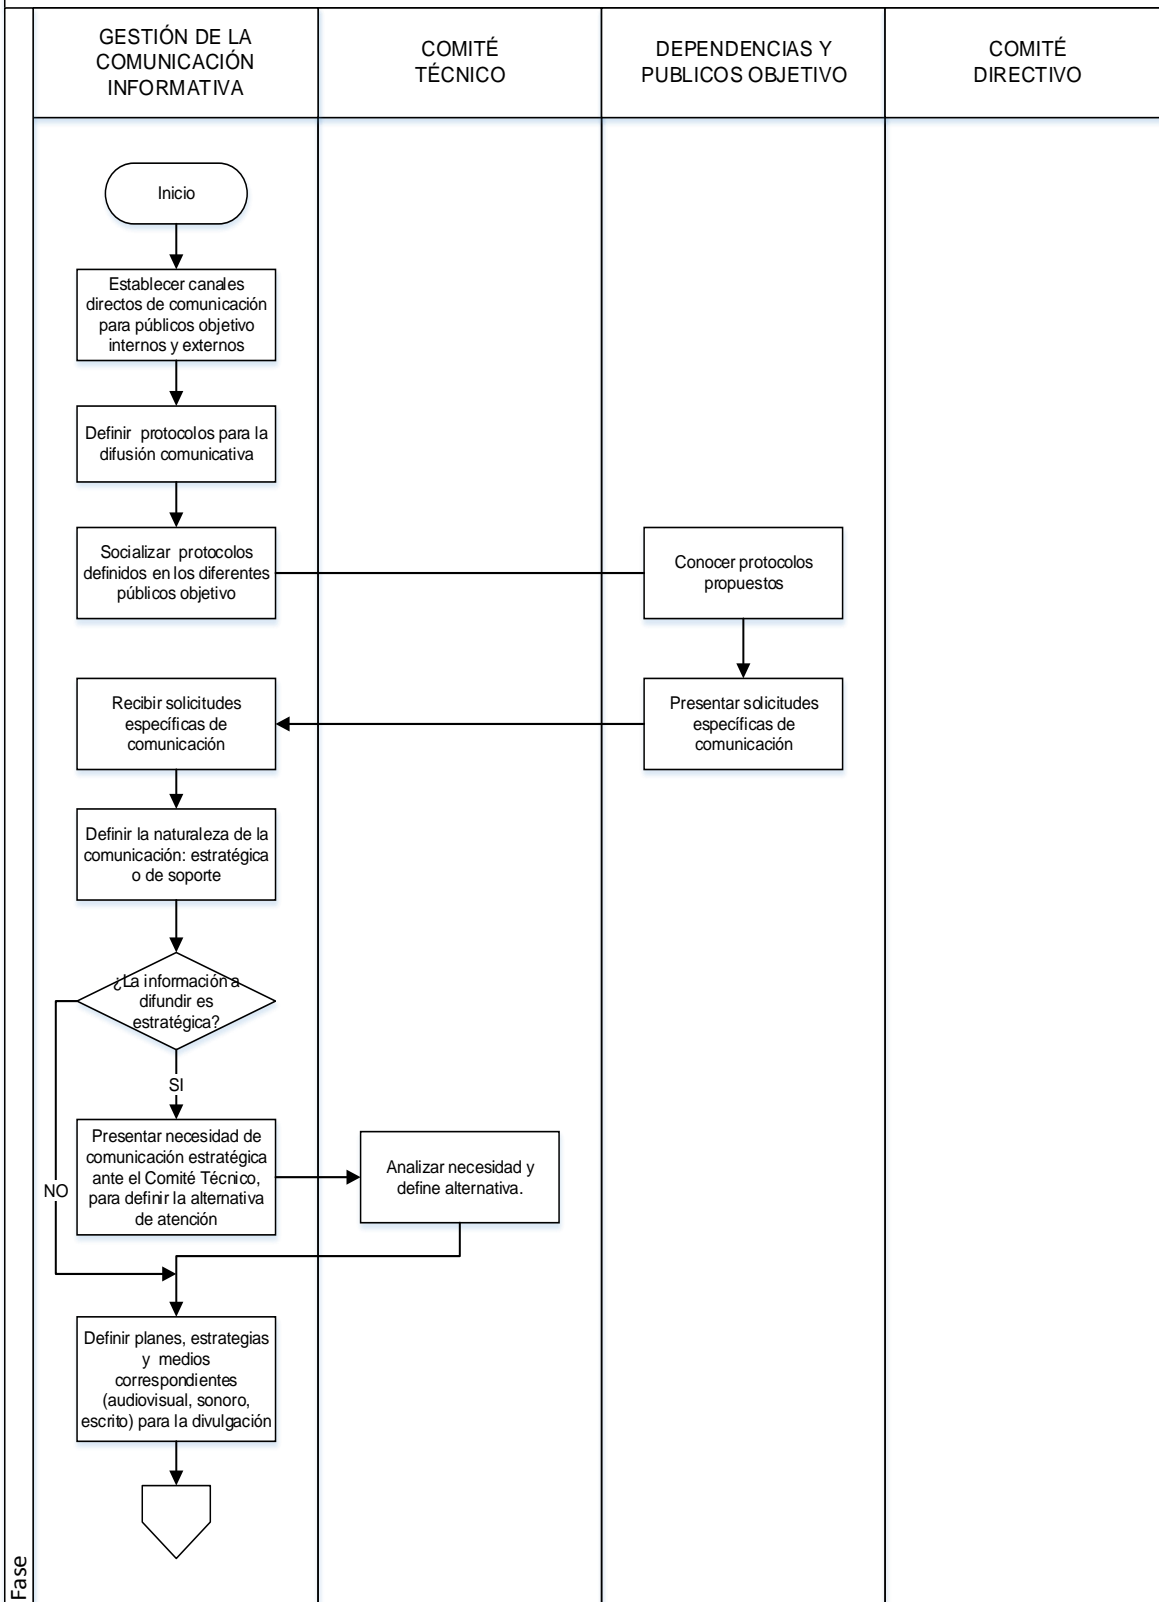 GESTIÓN DE LA
COMUNICACIÓN
INFORMATIVA
COMITÉ
TÉCNICO
DEPENDENCIAS Y
PUBLICOS OBJETIVO
COMITÉ
DIRECTIVO
Inicio
Establecer canales
directos de comunicación
para públicos objetivo
internos y externos
Definir protocolos para la
difusión comunicativa
Socializar protocolos
definidos en los diferentes
públicos objetivo
Conocer protocolos
propuestos
Recibir solicitudes
específicas de
comunicación
Presentar solicitudes
específicas de
comunicación
Definir la naturaleza de la
comunicación: estratégica
o de soporte
¿La información a
difundir es
estratégica?
SI
NO
Presentar necesidad de
comunicación estratégica
ante el Comité Técnico,
para definir la alternativa
de atención
Analizar necesidad y
define alternativa.
Definir planes, estrategias
y medios
correspondientes
(audiovisual, sonoro,
escrito) para la divulgación
Fase